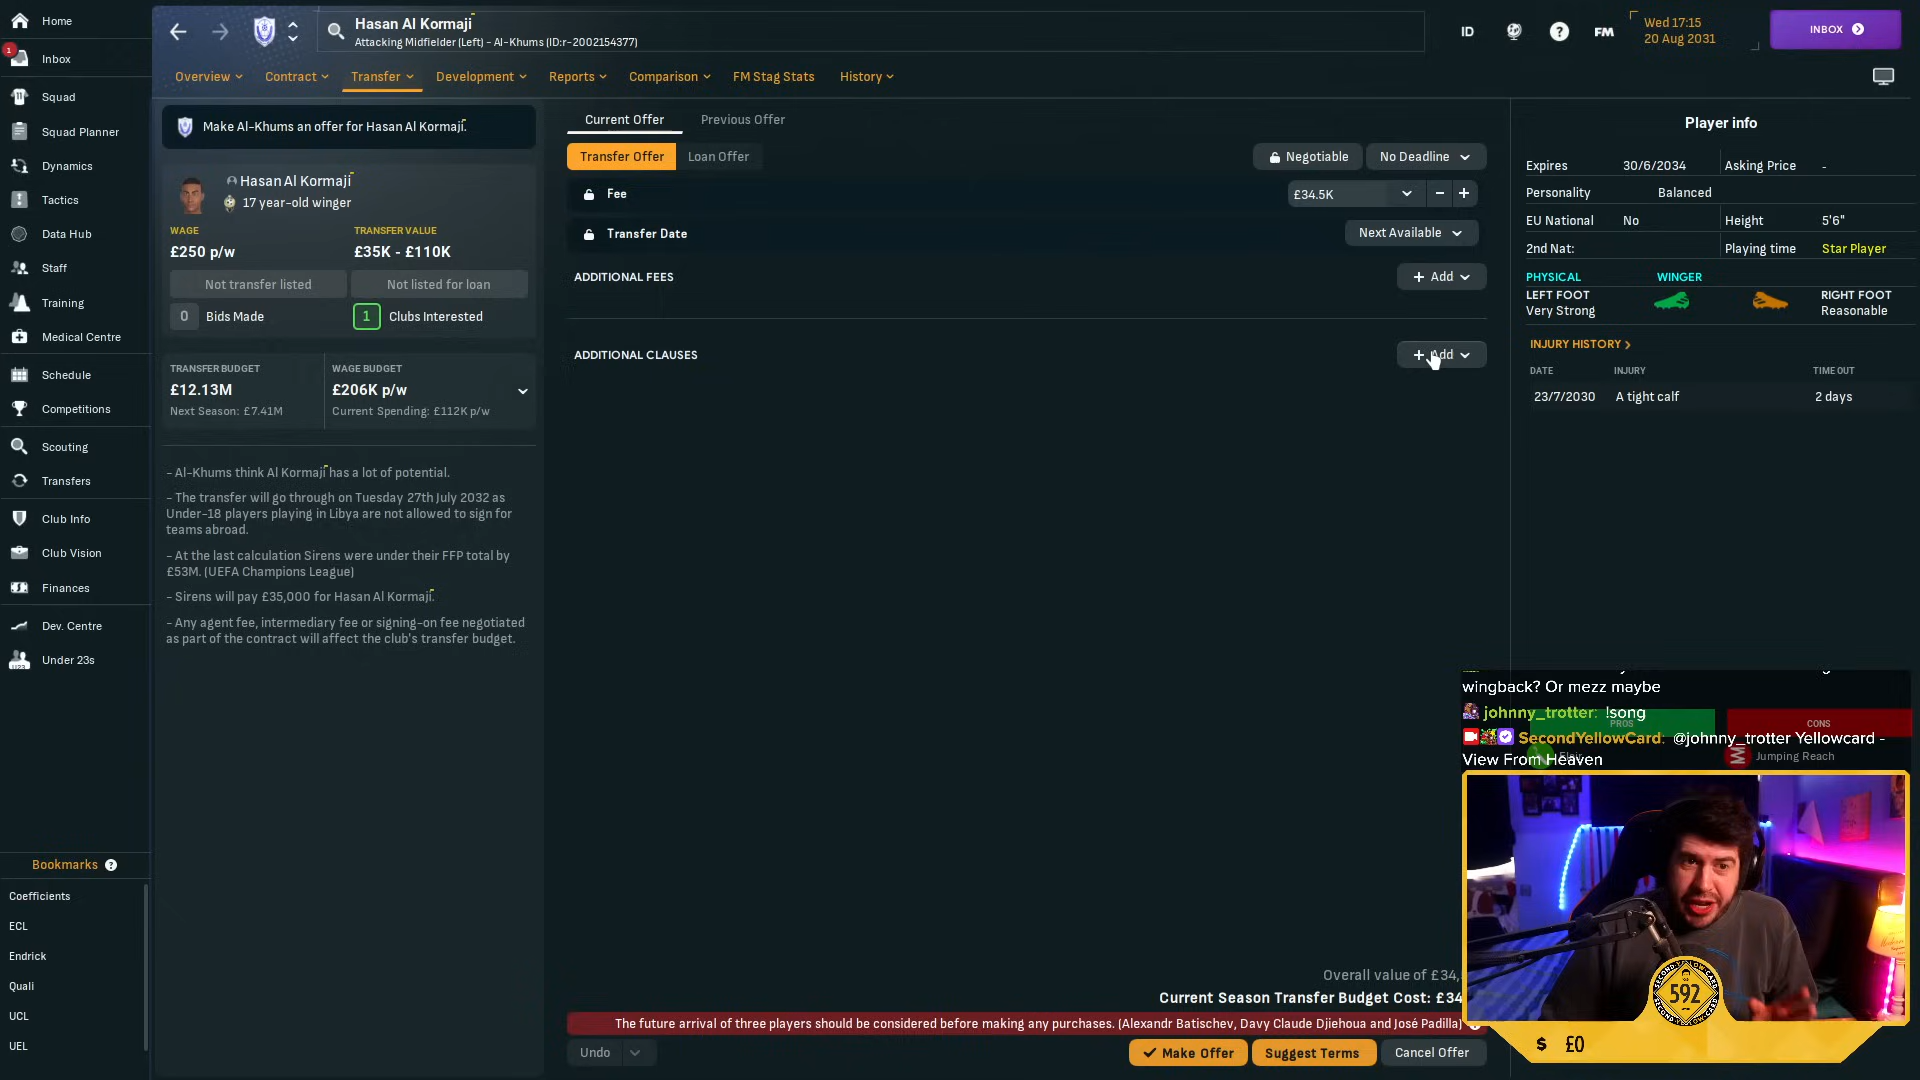 Home
Inbox
1
Squad
Squad Planner
Dynamics
Tactics
Data Hub
Staff
Training
Medical Centre
Schedule
Competitions
Scouting
Transfers
Club Info
Club Vision
Finances
Dev. Centre
Under 23s
Bookmarks
Coefficients
ECL
Endrick
Quali
UCL
UEL
Hasan Al Kormaji
Attacking Midfielder (Left) - Al-Khums (ID:r-2002154377)
ID
FM
Wed 17:15
20 Aug 2031
INBOX
Overview
Contract
Transfer
Development
Reports
Comparison
FM Stag Stats
History
Make Al-Khums an offer for Hasan Al Kormaji.
Hasan Al Kormaji
17 year-old winger
WAGE
TRANSFER VALUE
£250 p/w
£35K - £110K
Not transfer listed
Not listed for loan
0 Bids Made
1 Clubs Interested
TRANSFER BUDGET
WAGE BUDGET
£12.13M
£206K p/w
Next Season: £7.41M
Current Spending: £112K p/w
- Al-Khums think Al Kormaji has a lot of potential.
- The transfer will go through on Tuesday 27th July 2032 as
Under-18 players playing in Libya are not allowed to sign for
teams abroad.
- At the last calculation Sirens were under their FFP total by
£53M. (UEFA Champions League)
- Sirens will pay £35,000 for Hasan Al Kormaji.
- Any agent fee, intermediary fee or signing-on fee negotiated
as part of the contract will affect the club's transfer budget.
Current Offer
Previous Offer
Transfer Offer
Loan Offer
Negotiable
No Deadline
Fee
£34.5K
Transfer Date
Next Available
ADDITIONAL FEES
+ Add
ADDITIONAL CLAUSES
+ Add
Overall value of £34,
Current Season Transfer Budget Cost: £34
The future arrival of three players should be considered before making any purchases. (Alexandr Batischev, Davy Claude Djiehoua and José Padilla)
Undo
Make Offer
Suggest Terms
Cancel Offer
Player info
Expires 30/6/2034
Asking Price -
Personality Balanced
EU National No
Height 5'6"
2nd Nat:
Playing time Star Player
PHYSICAL
WINGER
LEFT FOOT
Very Strong
RIGHT FOOT
Reasonable
INJURY HISTORY
DATE INJURY TIME OUT
23/7/2030 A tight calf 2 days
wingback? Or mezz maybe
johnny_trotter: !song
PROS
CONS
SecondYellowCard: @johnny_trotter Yellowcard -
View From Heaven
Flair
Jumping Reach
592
$ £0